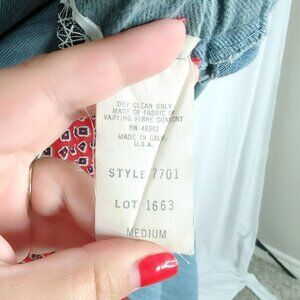 DRY CLEAN ONLY
MADE OF FABRIC OF
VARYING FIBRE CONTENT
RN 46961
MADE IN CALIF.
U.S.A.
STYLE 7701
LOT 1663
MEDIUM